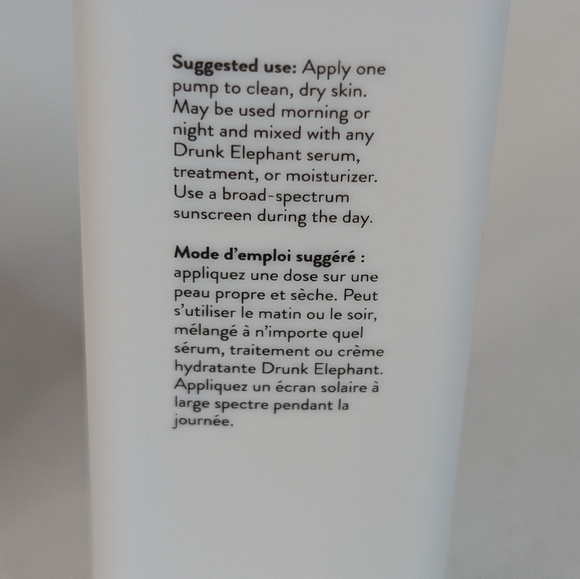 Suggested use: Apply one
pump to clean, dry skin.
May be used morning or
night and mixed with any
Drunk Elephant serum,
treatment, or moisturizer.
Use a broad-spectrum
sunscreen during the day.
Mode d'emploi suggéré :
appliquez une dose sur une
peau propre et sèche. Peut
s'utiliser le matin ou le soir,
mélangé à n'importe quel
sérum, traitement ou crème
hydratante Drunk Elephant.
Appliquez un écran solaire à
large spectre pendant la
journée.